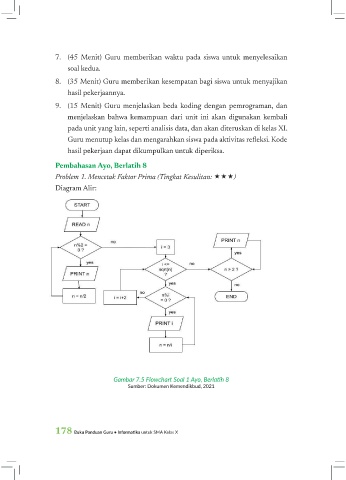 7. (45 Menit) Guru memberikan waktu pada siswa untuk menyelesaikan
soal kedua.
8. (35 Menit) Guru memberikan kesempatan bagi siswa untuk menyajikan
hasil pekerjaannya.
9. (15 Menit) Guru menjelaskan beda koding dengan pemrograman, dan
menjelaskan bahwa kemampuan dari unit ini akan digunakan kembali
pada unit yang lain, seperti analisis data, dan akan diteruskan di kelas XI.
Guru menutup kelas dan mengarahkan siswa pada aktivitas refleksi. Kode
hasil pekerjaan dapat dikumpulkan untuk diperiksa.
Pembahasan Ayo, Berlatih 8
Problem 1. Mencetak Faktor Prima (Tingkat Kesulitan: ★★★)
Diagram Alir:
START
READ n
n%2 =
0 ?
no
yes
PRINT n
n = n/2
i = 3
i <=
sqrt(n)
?
no
yes
n%i
= 0 ?
no
i = i+2
yes
PRINT i
n = n/i
PRINT n
yes
n > 2 ?
no
END
Gambar 7.5 Flowchart Soal 1 Ayo, Berlatih 8
Sumber: Dokumen Kemendikbud, 2021
178 Buku Panduan Guru • Informatika untuk SMA Kelas X